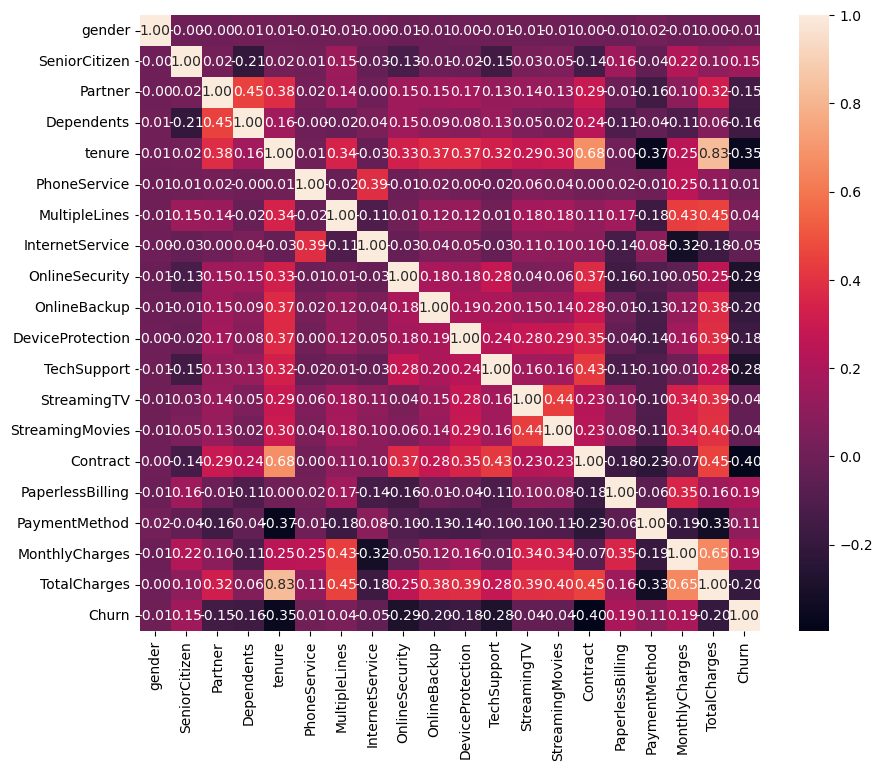 gender 1.00 -0.00 -0.00 0.01 0.01 -0.01 -0.01 -0.00 -0.01 -0.01 -0.00 -0.01 -0.01 -0.01 0.00 -0.01 0.02 -0.01 0.00 -0.01
SeniorCitizen -0.00 1.00 0.02 -0.21 0.02 0.01 0.15 -0.03 -0.13 -0.01 -0.02 -0.15 0.03 0.05 -0.14 0.16 -0.04 0.22 0.10 0.15
Partner -0.00 0.02 1.00 0.45 0.38 0.02 0.14 0.00 0.15 0.15 0.17 0.13 0.14 0.13 0.29 -0.01 -0.16 0.10 0.32 -0.15
Dependents 0.01 -0.21 0.45 1.00 0.16 -0.00 -0.02 0.04 0.15 0.09 0.08 0.13 0.05 0.02 0.24 -0.11 -0.04 -0.11 0.06 -0.16
tenure 0.01 0.02 0.38 0.16 1.00 0.01 0.34 -0.03 0.33 0.37 0.37 0.32 0.29 0.30 0.68 0.00 -0.37 0.25 0.83 -0.35
PhoneService -0.01 0.01 0.02 -0.00 0.01 1.00 -0.02 0.39 -0.01 0.02 0.00 -0.02 0.06 0.04 0.00 0.02 -0.01 0.25 0.11 0.01
MultipleLines -0.01 0.15 0.14 -0.02 0.34 -0.02 1.00 -0.11 0.01 0.12 0.12 0.01 0.18 0.18 0.11 0.17 -0.18 0.43 0.45 0.04
InternetService -0.00 -0.03 0.00 0.04 -0.03 0.39 -0.11 1.00 -0.03 0.04 0.05 -0.03 0.11 0.10 0.10 -0.14 0.08 -0.32 -0.18 -0.05
OnlineSecurity -0.01 -0.13 0.15 0.15 0.33 -0.01 0.01 -0.03 1.00 0.18 0.18 0.28 0.04 0.06 0.37 -0.16 -0.10 -0.05 0.25 -0.29
OnlineBackup -0.01 -0.01 0.15 0.09 0.37 0.02 0.12 0.04 0.18 1.00 0.19 0.20 0.15 0.14 0.28 -0.01 -0.13 0.12 0.38 -0.20
DeviceProtection -0.00 -0.02 0.17 0.08 0.37 0.00 0.12 0.05 0.18 0.19 1.00 0.24 0.28 0.29 0.35 -0.04 -0.14 0.16 0.39 -0.18
TechSupport -0.01 -0.15 0.13 0.13 0.32 -0.02 0.01 -0.03 0.28 0.20 0.24 1.00 0.16 0.16 0.43 -0.11 -0.10 -0.01 0.28 -0.28
StreamingTV -0.01 0.03 0.14 0.05 0.29 0.06 0.18 0.11 0.04 0.15 0.28 0.16 1.00 0.44 0.23 0.10 -0.10 0.34 0.39 -0.04
StreamingMovies -0.01 0.05 0.13 0.02 0.30 0.04 0.18 0.10 0.06 0.14 0.29 0.16 0.44 1.00 0.23 0.08 -0.11 0.34 0.40 -0.04
Contract 0.00 -0.14 0.29 0.24 0.68 0.00 0.11 0.10 0.37 0.28 0.35 0.43 0.23 0.23 1.00 -0.18 -0.23 -0.07 0.45 -0.40
PaperlessBilling -0.01 0.16 -0.01 -0.11 0.00 0.02 0.17 -0.14 -0.16 -0.01 -0.04 -0.11 0.10 0.08 -0.18 1.00 -0.06 0.35 0.16 0.19
PaymentMethod 0.02 -0.04 -0.16 -0.04 -0.37 -0.01 -0.18 0.08 -0.10 -0.13 -0.14 -0.10 -0.10 -0.11 -0.23 -0.06 1.00 -0.19 -0.33 0.11
MonthlyCharges -0.01 0.22 0.10 -0.11 0.25 0.25 0.43 -0.32 -0.05 0.12 0.16 -0.01 0.34 0.34 -0.07 0.35 -0.19 1.00 0.65 0.19
TotalCharges 0.00 0.10 0.32 0.06 0.83 0.11 0.45 -0.18 0.25 0.38 0.39 0.28 0.39 0.40 0.45 0.16 -0.33 0.65 1.00 -0.20
Churn -0.01 0.15 -0.15 -0.16 -0.35 0.01 0.04 -0.05 -0.29 -0.20 -0.18 -0.28 -0.04 -0.04 -0.40 0.19 0.11 0.19 -0.20 1.00
gender
SeniorCitizen
Partner
Dependents
tenure
PhoneService
MultipleLines
InternetService
OnlineSecurity
OnlineBackup
DeviceProtection
TechSupport
StreamingTV
StreamingMovies
Contract
PaperlessBilling
PaymentMethod
MonthlyCharges
TotalCharges
Churn
1.0
0.8
0.6
0.4
0.2
0.0
−0.2